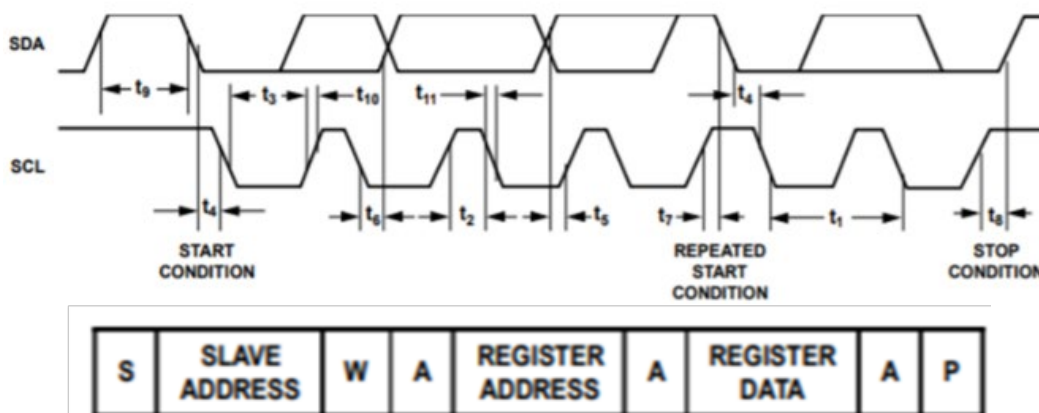 SDA
t9
t3
t10
t11
t4
SCL
t4
t6
t2
t5
t7
t1
t8
START
CONDITION
REPEATED
START
CONDITION
STOP
CONDITION
S
SLAVE
ADDRESS
W
A
REGISTER
ADDRESS
A
REGISTER
DATA
A
P